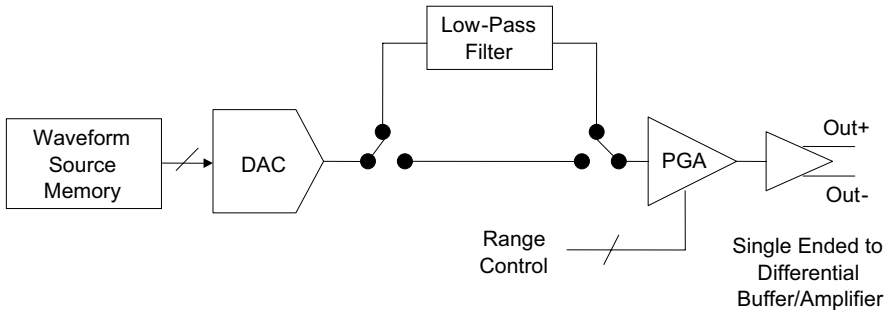 Low-Pass
Filter
Waveform
Source
Memory
DAC
PGA
Out+
Out-
Range
Control
Single Ended to
Differential
Buffer/Amplifier